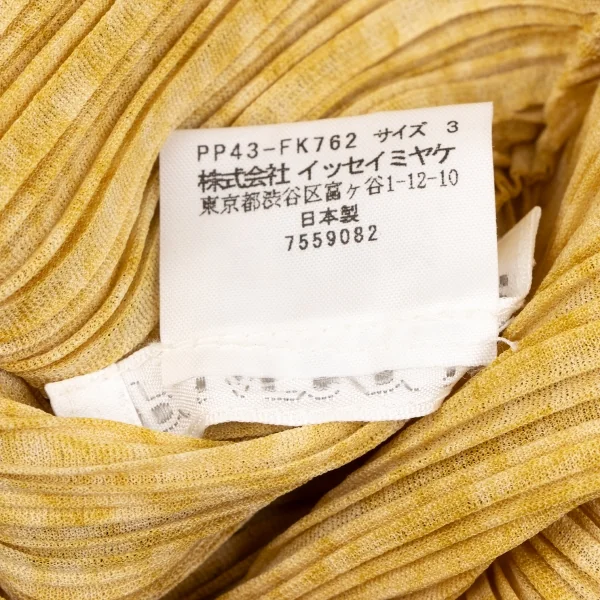 PP43-FK762 サイズ 3
株式会社 イッセイミヤケ
東京都渋谷区富ヶ谷1-12-10
日本製
7559082